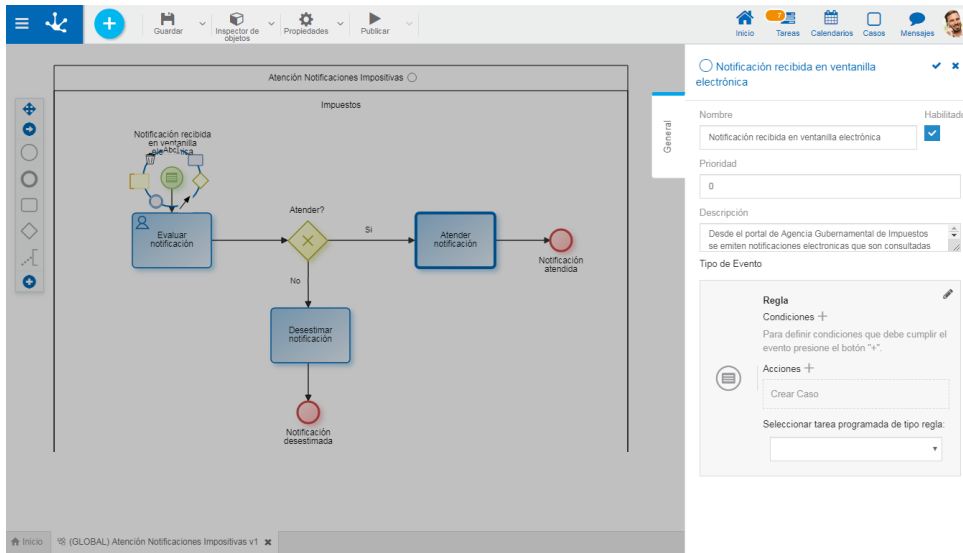 Guardar
Inspector de
objetos
Propiedades
Publicar
Inicio
7
Tareas
Calendarios
Casos
Mensajes
Atención Notificaciones Impositivas
Impuestos
Notificación recibida
en ventanilla
Abc
Evaluar
notificación
Atender?
Si
Atender
notificación
Notificación
atendida
No
Desestimar
notificación
Notificación
desestimada
General
Notificación recibida en ventanilla
electrónica
Nombre
Habilitado
Notificación recibida en ventanilla electrónica
Prioridad
0
Descripción
Desde el portal de Agencia Gubernamental de Impuestos
se emiten notificaciones electronicas que son consultadas
Tipo de Evento
Regla
Condiciones +
Para definir condiciones que debe cumplir el
evento presione el botón "+".
Acciones +
Crear Caso
Seleccionar tarea programada de tipo regla:
Inicio
(GLOBAL) Atención Notificaciones Impositivas v1